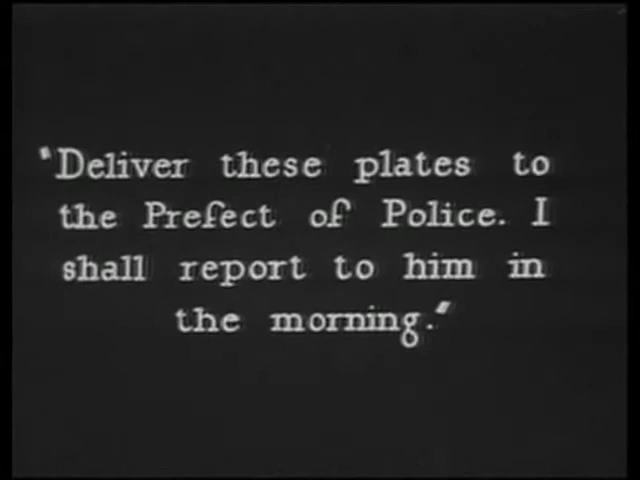 "Deliver these plates to
the Prefect of Police. I
shall report to him in
the morning."